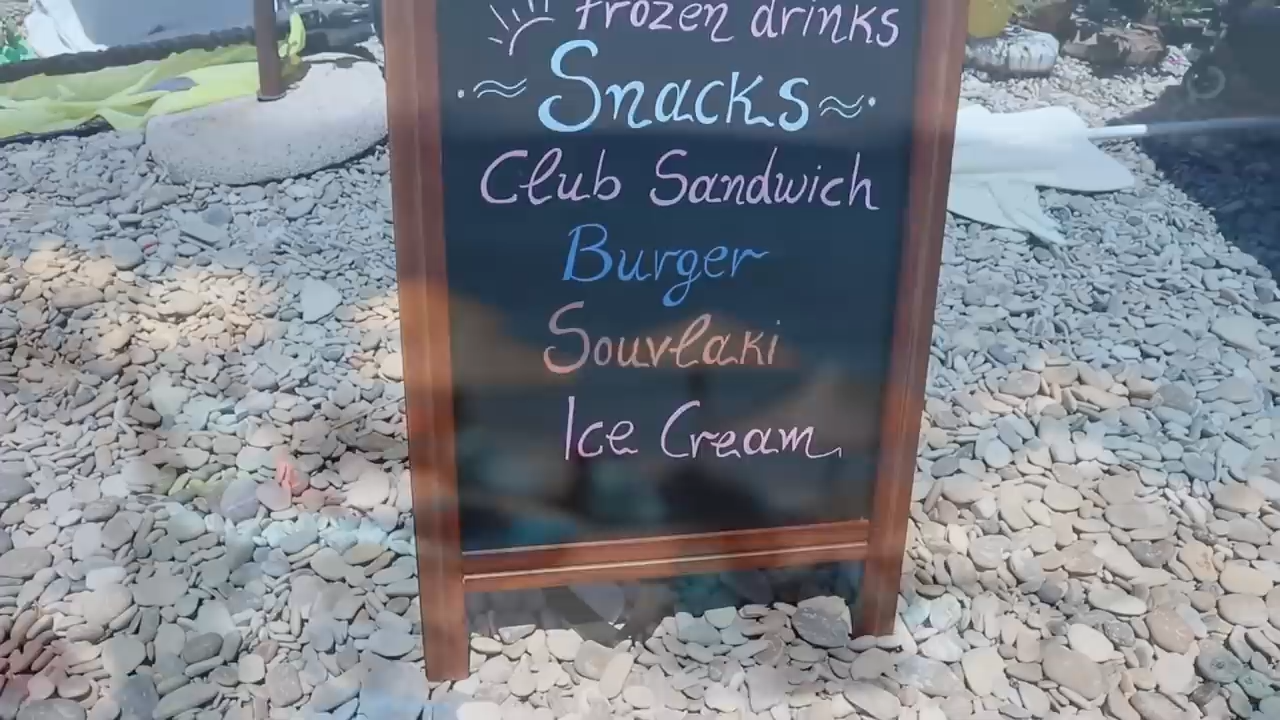 frozen drinks
Snacks
Club Sandwich
Burger
Souvlaki
Ice Cream